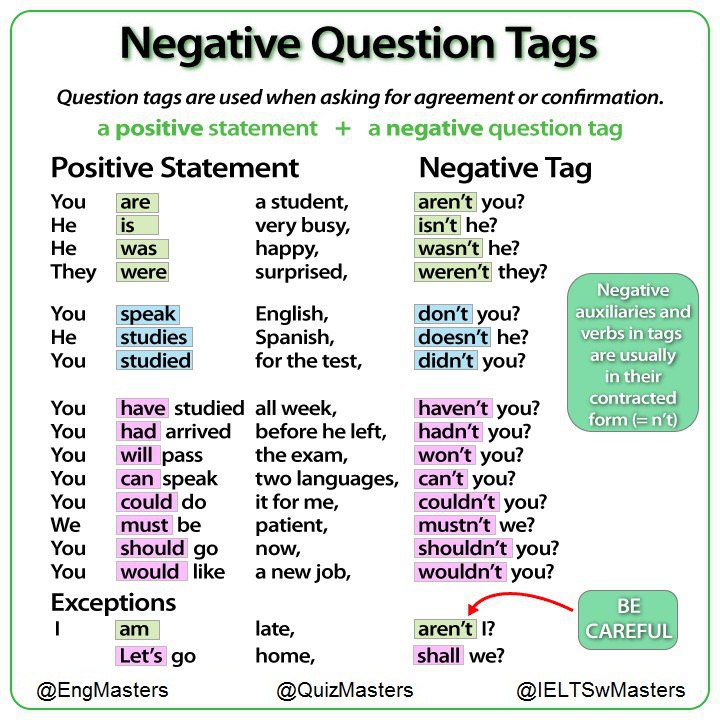 Negative Question Tags
Question tags are used when asking for agreement or confirmation.
a positive statement + a negative question tag
Positive Statement Negative Tag
You are a student, aren't you?
He is very busy, isn't he?
He was happy, wasn't he?
They were surprised, weren't they?
You speak English, don't you?
He studies Spanish, doesn't he?
You studied for the test, didn't you?
Negative
auxiliaries and
verbs in tags
are usually
in their
contracted
form (= n't)
You have studied all week, haven't you?
You had arrived before he left, hadn't you?
You will pass the exam, won't you?
You can speak two languages, can't you?
You could do it for me, couldn't you?
We must be patient, mustn't we?
You should go now, shouldn't you?
You would like a new job, wouldn't you?
Exceptions
I am late, aren't I?
Let's go home, shall we?
BE
CAREFUL
@EngMasters @QuizMasters @IELTSwMasters